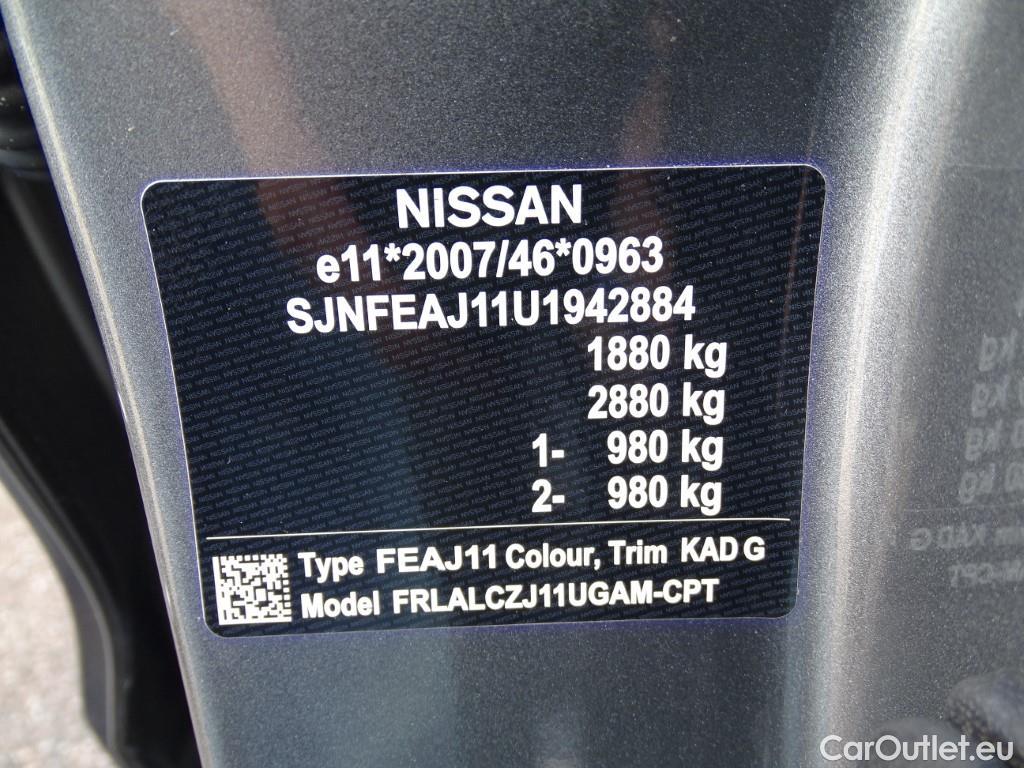 NISSAN
e11*2007/46*0963
SJNFEAJ11U1942884
1880 kg
2880 kg
1- 980 kg
2- 980 kg
Type FEAJ11 Colour, Trim KAD G
Model FRLALCZJ11UGAM-CPT
CarOutlet.eu